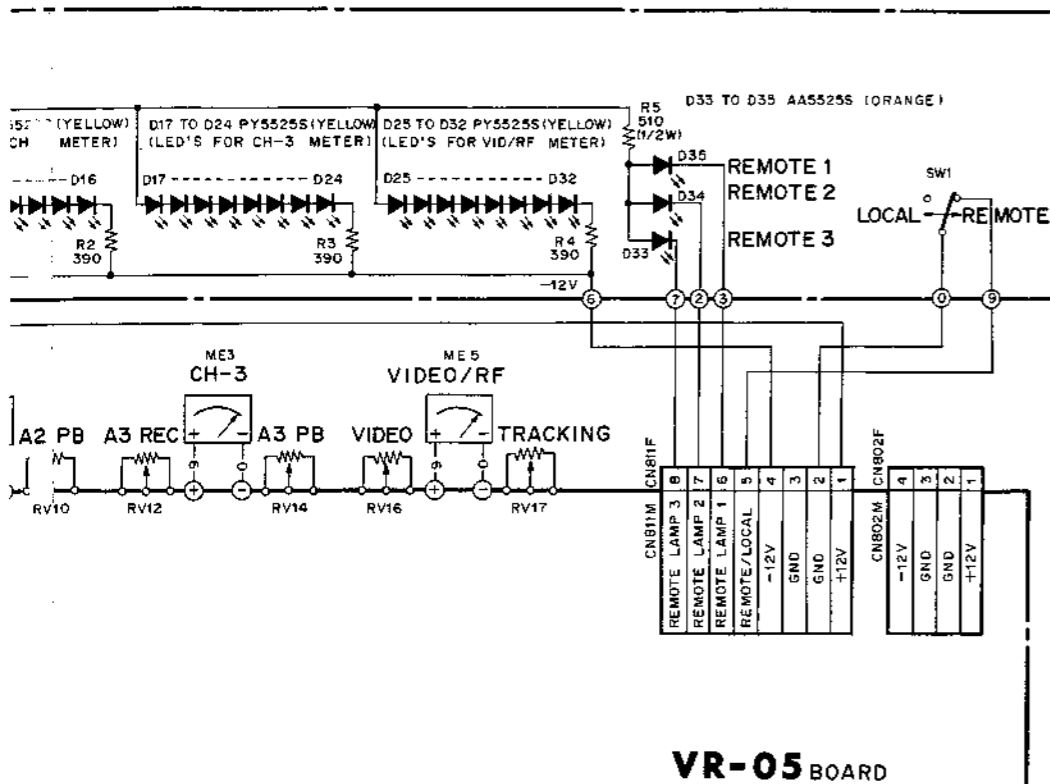 D33 TO D35 AA5525S (ORANGE)
R5
510
(1/2W)
(YELLOW)
CH METER)
D17 TO D24 PY5525S (YELLOW)
(LED'S FOR CH-3 METER)
D25 TO D32 PY5525S (YELLOW)
(LED'S FOR VID/RF METER)
D16
D17
D24
D25
D32
D35
REMOTE 1
D34
REMOTE 2
D33
REMOTE 3
SW1
LOCAL
REMOTE
R2
390
R3
390
R4
390
-12V
6
7
2
3
0
9
ME3
CH-3
ME5
VIDEO/RF
+ -
+ -
A2 PB
A3 REC
A3 PB
VIDEO
TRACKING
9
0
9
0
+
-
+
-
RV10
RV12
RV14
RV16
RV17
CN811F
CN811M
8
7
6
5
4
3
2
1
REMOTE LAMP 3
REMOTE LAMP 2
REMOTE LAMP 1
REMOTE/LOCAL
-12V
GND
GND
+12V
CN802F
CN802M
4
3
2
1
-12V
GND
GND
+12V
VR-05 BOARD